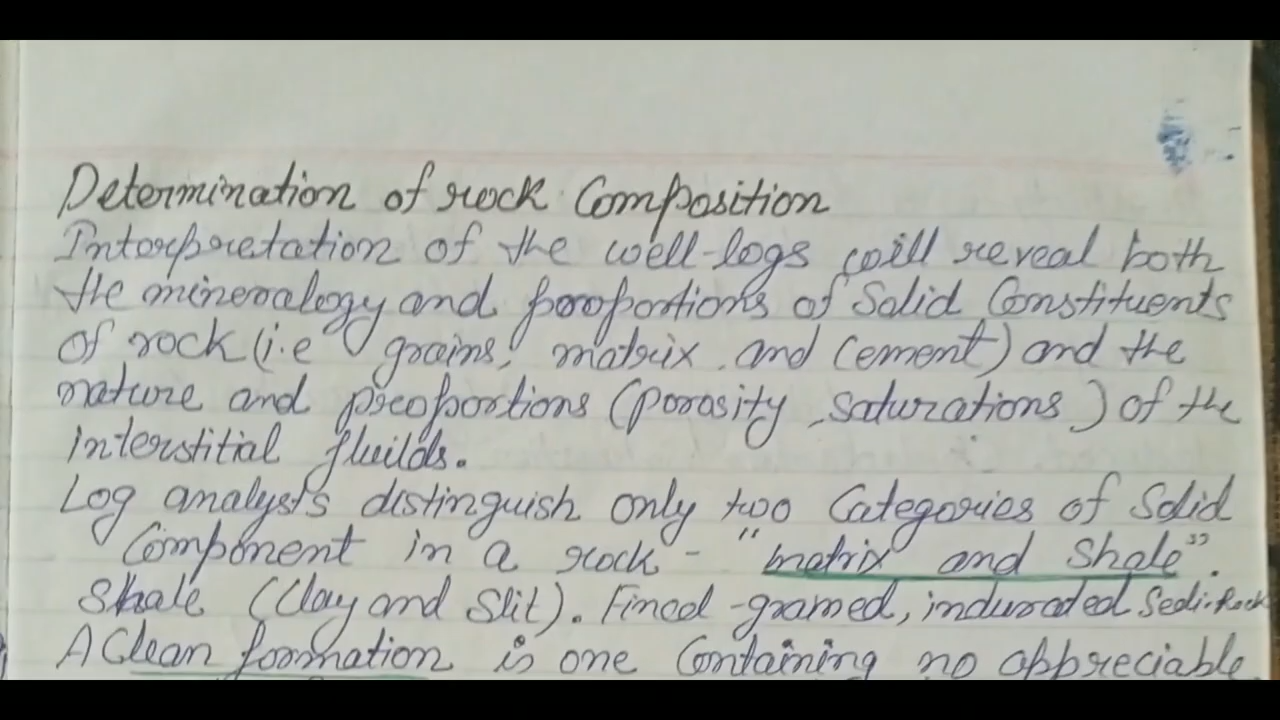 Determination of rock Composition
Interpretation of the well-logs will reveal both
the mineralogy and proportions of Solid Constituents
of rock (i.e grains, matrix and Cement) and the
nature and proportions (porosity, saturations) of the
interstitial fluilds.
Log analysts distinguish only two Categories of Solid
Component in a rock - "matrix and Shale".
Shale (Clay and Slit). Fined-gramed, indurated Sedi. Rock
A Clean formation is one Containing no appreciable